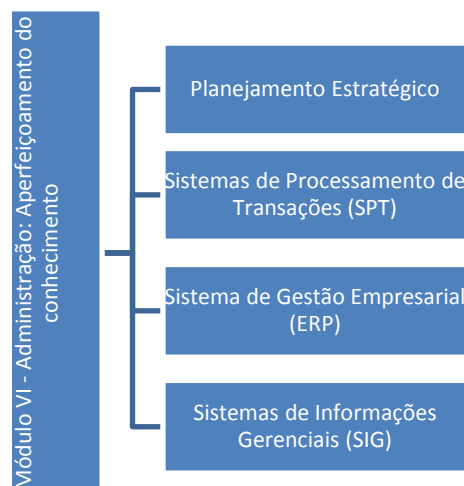 Módulo VI - Administração: Aperfeiçoamento do
conhecimento
Planejamento Estratégico
Sistemas de Processamento de
Transações (SPT)
Sistema de Gestão Empresarial
(ERP)
Sistemas de Informações
Gerenciais (SIG)